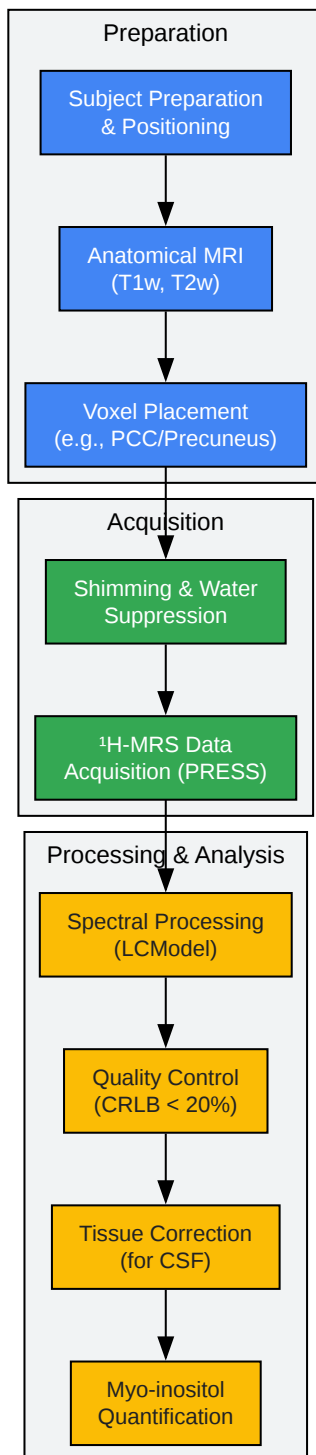 Preparation
Subject Preparation
& Positioning
Anatomical MRI
(T1w, T2w)
Voxel Placement
(e.g., PCC/Precuneus)
Acquisition
Shimming & Water
Suppression
¹H-MRS Data
Acquisition (PRESS)
Processing & Analysis
Spectral Processing
(LCModel)
Quality Control
(CRLB < 20%)
Tissue Correction
(for CSF)
Myo-inositol
Quantification